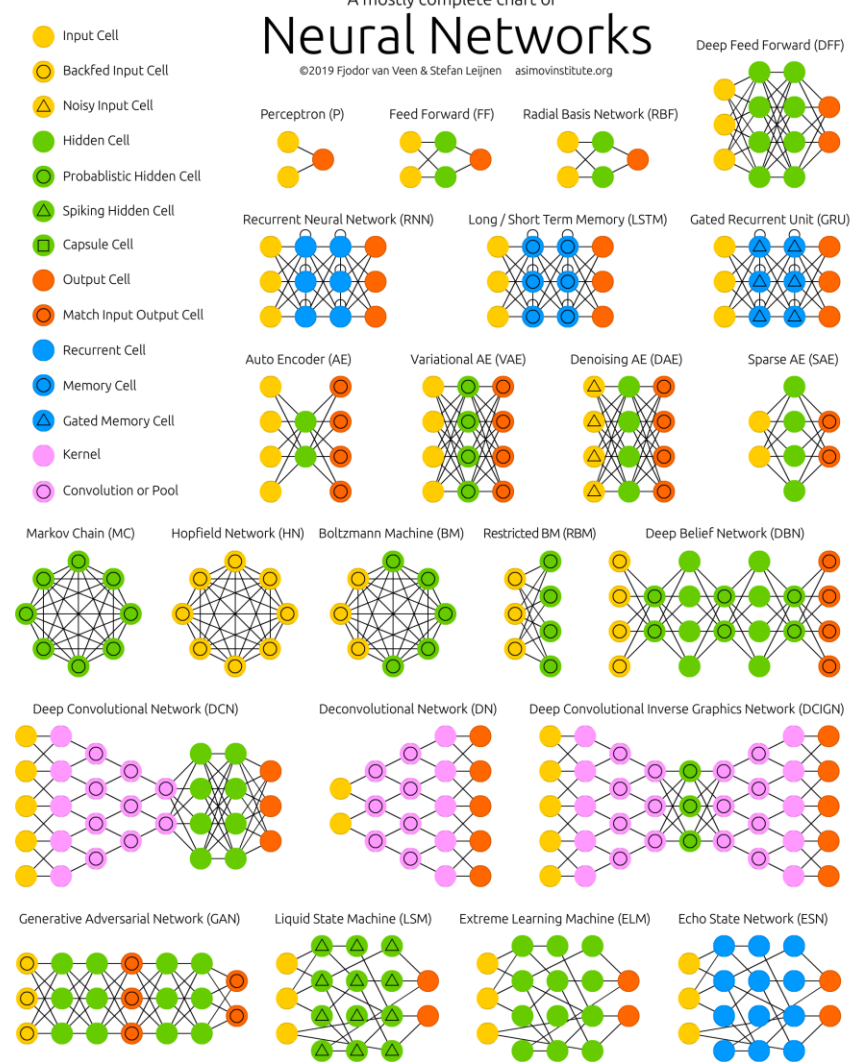 A mostly complete chart of
Neural Networks
©2019 Fjodor van Veen & Stefan Leijnen asimovinstitute.org
Input Cell
Backfed Input Cell
Noisy Input Cell
Hidden Cell
Probablistic Hidden Cell
Spiking Hidden Cell
Capsule Cell
Output Cell
Match Input Output Cell
Recurrent Cell
Memory Cell
Gated Memory Cell
Kernel
Convolution or Pool
Deep Feed Forward (DFF)
Perceptron (P)
Feed Forward (FF)
Radial Basis Network (RBF)
Recurrent Neural Network (RNN)
Long / Short Term Memory (LSTM)
Gated Recurrent Unit (GRU)
Auto Encoder (AE)
Variational AE (VAE)
Denoising AE (DAE)
Sparse AE (SAE)
Markov Chain (MC)
Hopfield Network (HN)
Boltzmann Machine (BM)
Restricted BM (RBM)
Deep Belief Network (DBN)
Deep Convolutional Network (DCN)
Deconvolutional Network (DN)
Deep Convolutional Inverse Graphics Network (DCIGN)
Generative Adversarial Network (GAN)
Liquid State Machine (LSM)
Extreme Learning Machine (ELM)
Echo State Network (ESN)